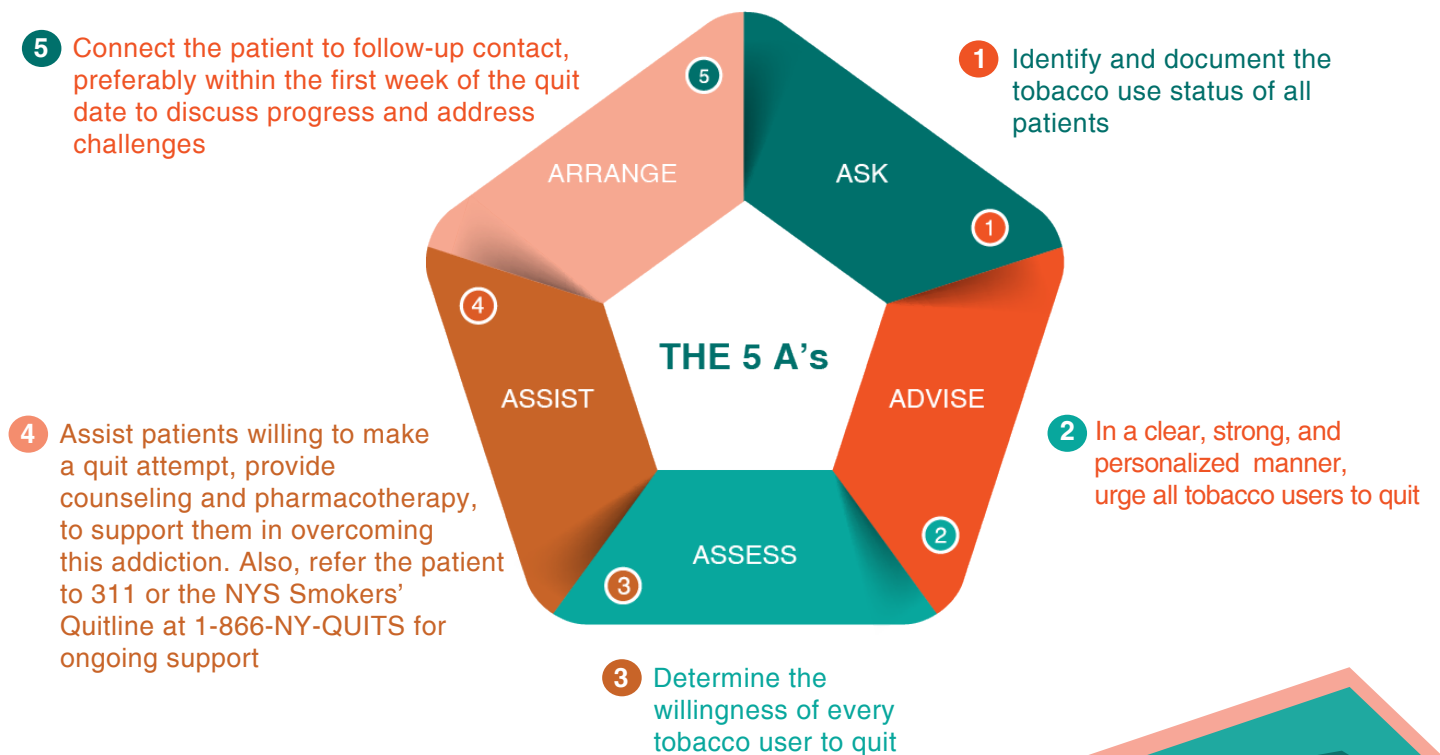 5 Connect the patient to follow-up contact,
preferably within the first week of the quit
date to discuss progress and address
challenges
1 Identify and document the
tobacco use status of all
patients
5
ARRANGE
ASK
1
4
THE 5 A’s
ASSIST
ADVISE
4 Assist patients willing to make
a quit attempt, provide
counseling and pharmacotherapy,
to support them in overcoming
this addiction. Also, refer the patient
to 311 or the NYS Smokers’
Quitline at 1-866-NY-QUITS for
ongoing support
2 In a clear, strong, and
personalized manner,
urge all tobacco users to quit
2
ASSESS
3
3 Determine the
willingness of every
tobacco user to quit